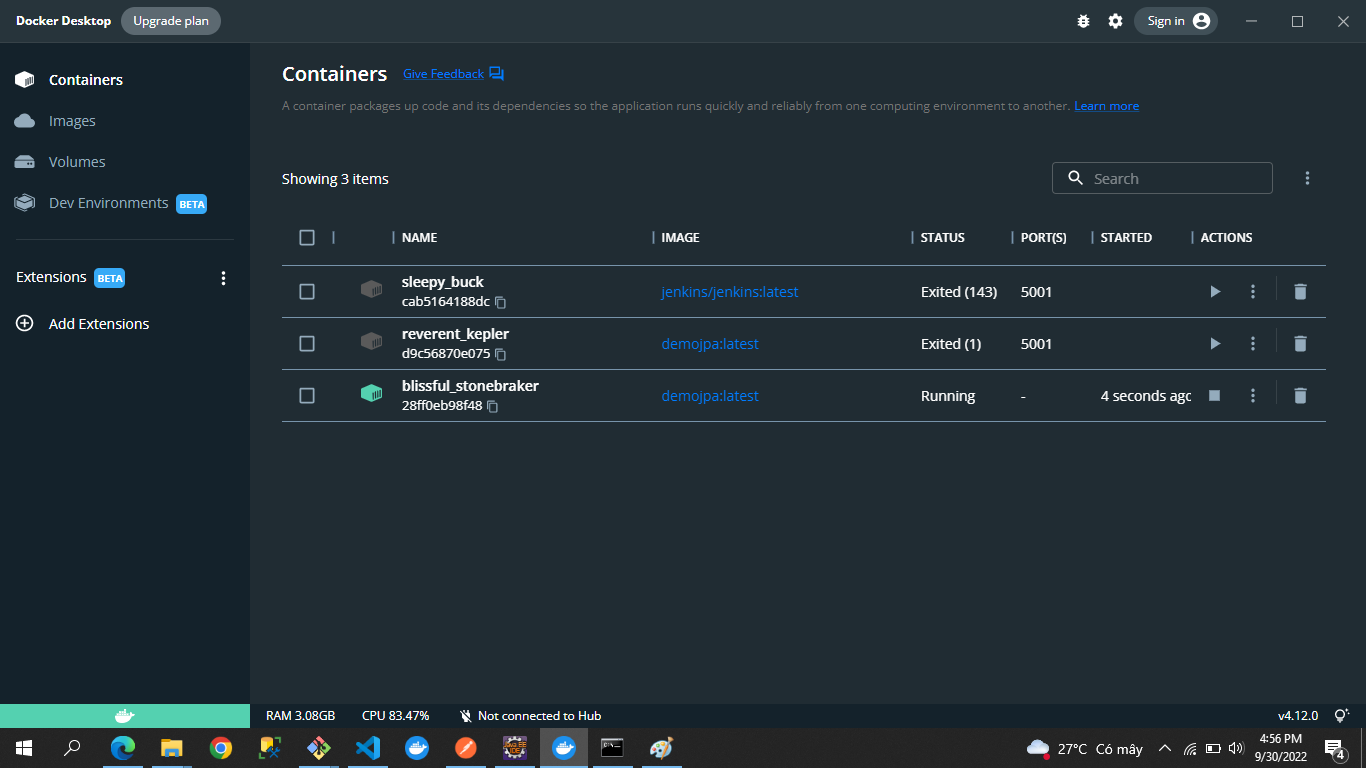 Docker Desktop Upgrade plan Sign in
Containers
Images
Volumes
Dev Environments BETA
Extensions BETA
Add Extensions
Containers Give Feedback
A container packages up code and its dependencies so the application runs quickly and reliably from one computing environment to another. Learn more
Showing 3 items
Search
NAME IMAGE STATUS PORT(S) STARTED ACTIONS
sleepy_buck
cab5164188dc
jenkins/jenkins:latest Exited (143) 5001
reverent_kepler
d9c56870e075
demojpa:latest Exited (1) 5001
blissful_stonebraker
28ff0eb98f48
demojpa:latest Running - 4 seconds agc
RAM 3.08GB CPU 83.47% Not connected to Hub v4.12.0
27°C Có mây
4:56 PM
9/30/2022
4